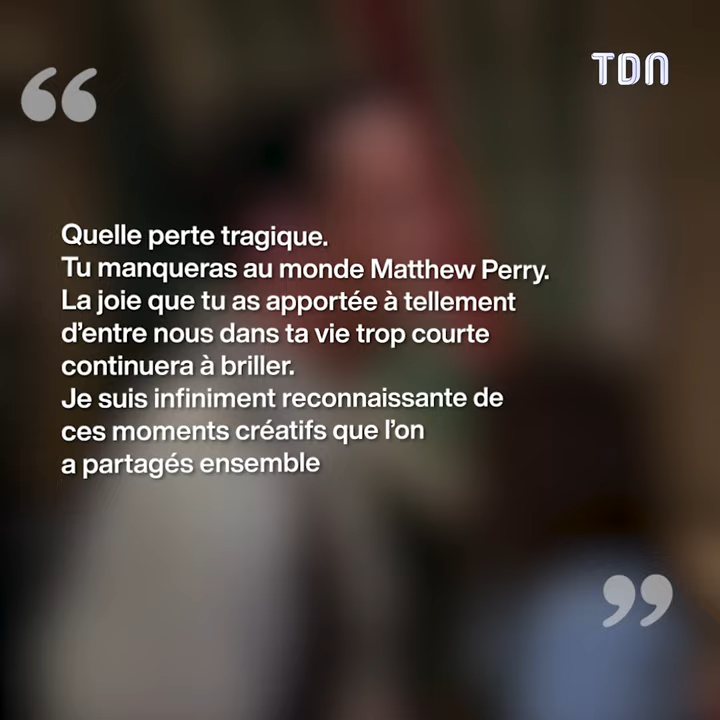 TDN
“
Quelle perte tragique.
Tu manqueras au monde Matthew Perry.
La joie que tu as apportée à tellement
d’entre nous dans ta vie trop courte
continuera à briller.
Je suis infiniment reconnaissante de
ces moments créatifs que l’on
a partagés ensemble
”